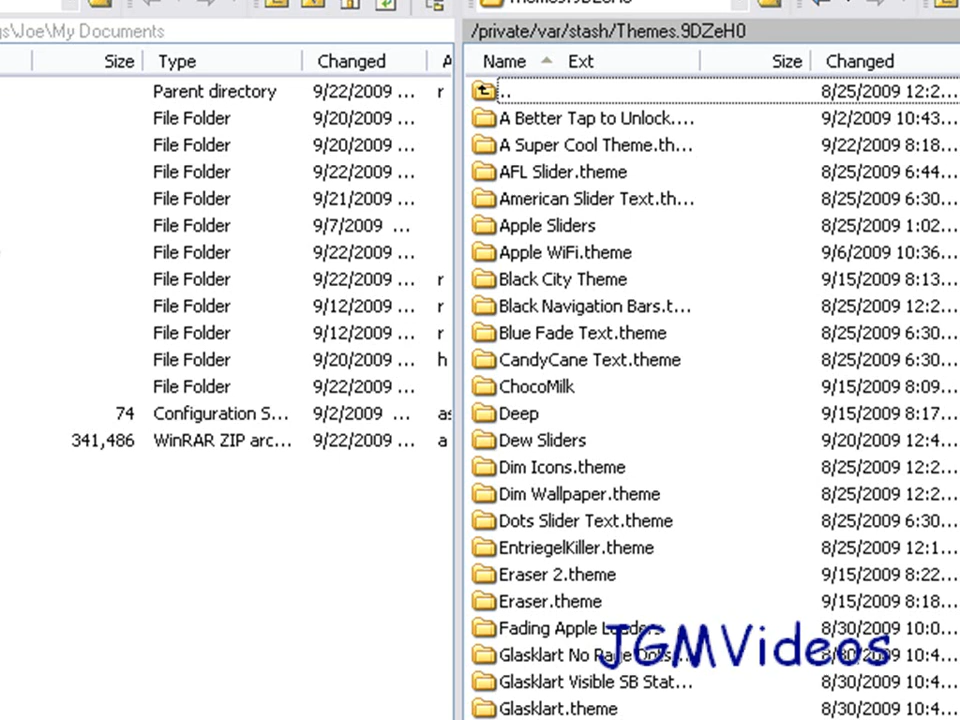 gs\Joe\My Documents
Size Type Changed A
Parent directory 9/22/2009 ... r
File Folder 9/20/2009 ...
File Folder 9/20/2009 ...
File Folder 9/22/2009 ...
File Folder 9/21/2009 ...
File Folder 9/7/2009 ...
File Folder 9/22/2009 ...
File Folder 9/22/2009 ... r
File Folder 9/12/2009 ... r
File Folder 9/12/2009 ... r
File Folder 9/20/2009 ... h
File Folder 9/22/2009 ...
74 Configuration S... 9/2/2009 ... as
341,486 WinRAR ZIP arc... 9/22/2009 ... a
/private/var/stash/Themes.9DZeH0
Name Ext Size Changed
.. 8/25/2009 12:2...
A Better Tap to Unlock.... 9/2/2009 10:43...
A Super Cool Theme.th... 9/22/2009 8:18...
AFL Slider.theme 8/25/2009 6:44...
American Slider Text.th... 8/25/2009 6:30...
Apple Sliders 8/25/2009 1:02...
Apple WiFi.theme 9/6/2009 10:36...
Black City Theme 9/15/2009 8:13...
Black Navigation Bars.t... 8/25/2009 12:2...
Blue Fade Text.theme 8/25/2009 6:30...
CandyCane Text.theme 8/25/2009 6:30...
ChocoMilk 9/15/2009 8:09...
Deep 9/15/2009 8:17...
Dew Sliders 9/20/2009 12:4...
Dim Icons.theme 8/25/2009 12:2...
Dim Wallpaper.theme 8/25/2009 12:2...
Dots Slider Text.theme 8/25/2009 6:30...
EntriegelKiller.theme 8/25/2009 12:1...
Eraser 2.theme 9/15/2009 8:22...
Eraser.theme 9/15/2009 8:18...
Fading Apple 8/30/2009 10:0...
Glasklart No Page Dots... 8/30/2009 10:4...
Glasklart Visible SB Stat... 8/30/2009 10:4...
Glasklart.theme 8/30/2009 10:4...
JGMVideos